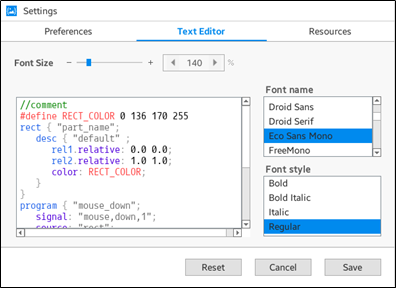 Settings
Preferences Text Editor Resources
Font Size − + 140 %
Font name
Droid Sans
Droid Serif
Eco Sans Mono
FreeMono
Font style
Bold
Bold Italic
Italic
Regular
//comment
#define RECT_COLOR 0 136 170 255
rect { "part_name";
desc { "default" ;
rel1.relative: 0.0 0.0;
rel2.relative: 1.0 1.0;
color: RECT_COLOR;
}
}
program { "mouse_down";
signal: "mouse,down,1";
source: "rect";
Reset Cancel Save